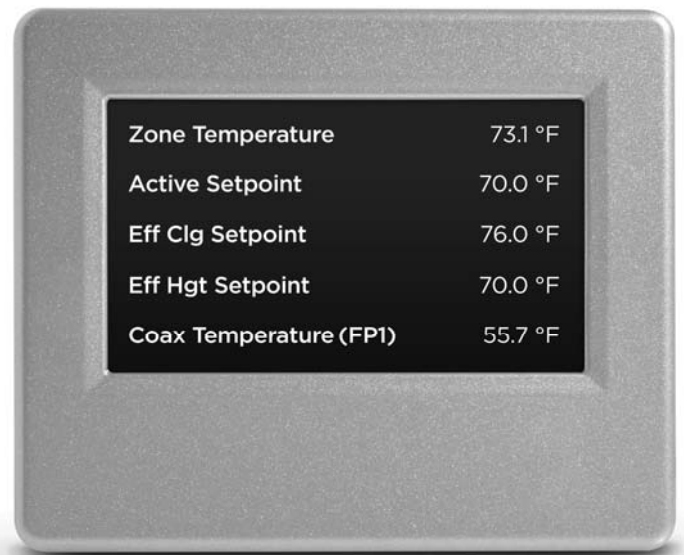 Zone Temperature 73.1 °F
Active Setpoint 70.0 °F
Eff Clg Setpoint 76.0 °F
Eff Hgt Setpoint 70.0 °F
Coax Temperature (FP1) 55.7 °F